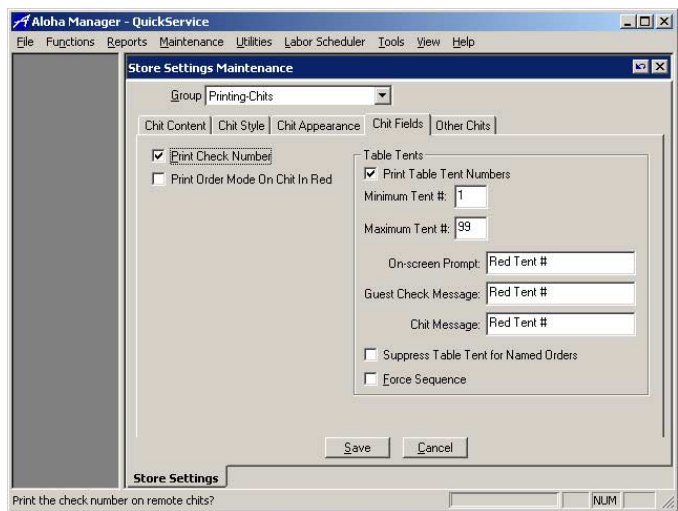 Aloha Manager - QuickService
File Functions Reports Maintenance Utilities Labor Scheduler Tools View Help
Store Settings Maintenance
Group Printing-Chits
Chit Content Chit Style Chit Appearance Chit Fields Other Chits
Print Check Number
Print Order Mode On Chit In Red
Table Tents
Print Table Tent Numbers
Minimum Tent #: 1
Maximum Tent #: 99
On-screen Prompt: Red Tent #
Guest Check Message: Red Tent #
Chit Message: Red Tent #
Suppress Table Tent for Named Orders
Force Sequence
Save Cancel
Store Settings
Print the check number on remote chits? NUM